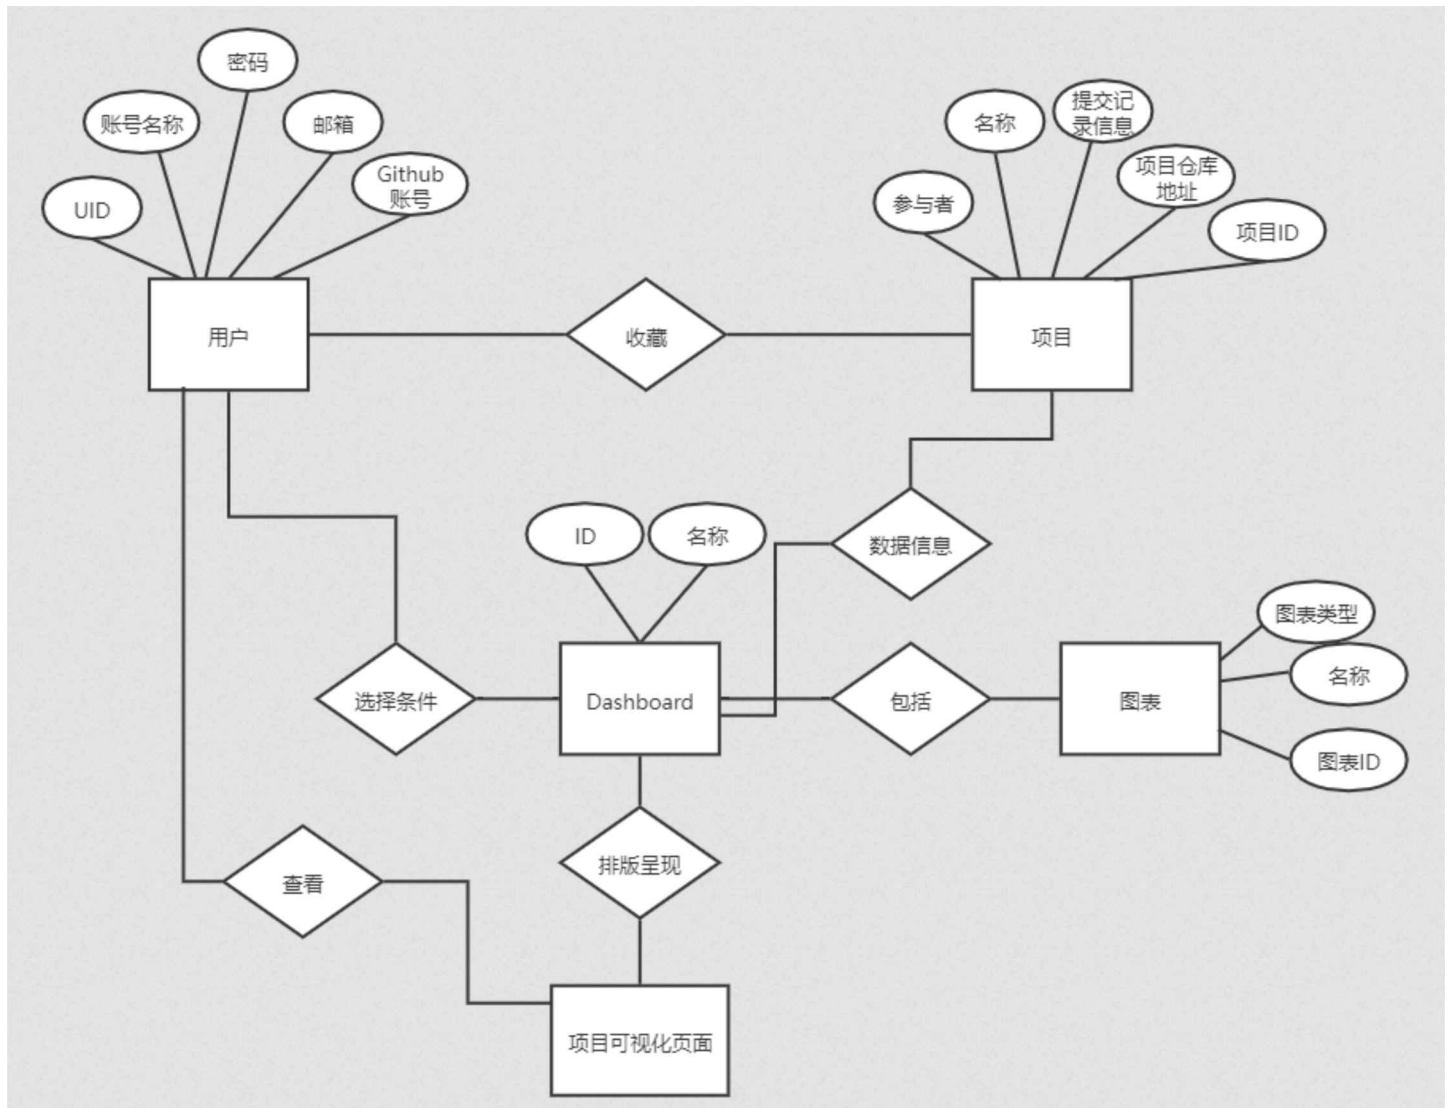 密码
账号名称
邮箱
Github
账号
UID
名称
提交记
录信息
项目仓库
地址
参与者
项目ID
用户
收藏
项目
ID
名称
数据信息
图表类型
名称
选择条件
Dashboard
包括
图表
图表ID
查看
排版呈现
项目可视化页面